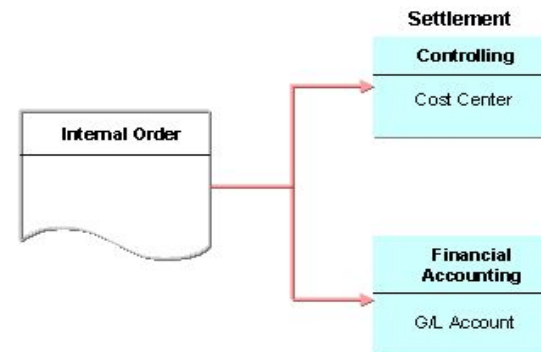 Settlement
Controlling
Cost Center
Internal Order
Financial
Accounting
G/L Account